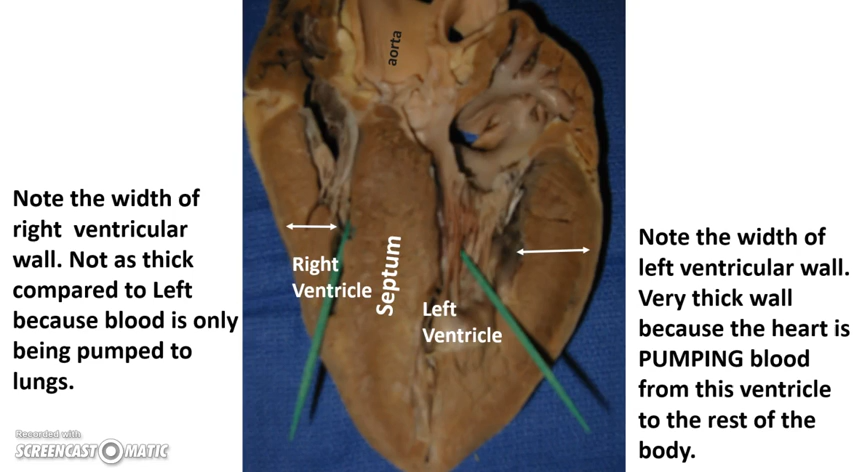 aorta
Note the width of
right ventricular
wall. Not as thick
compared to Left
because blood is only
being pumped to
lungs.
Right
Ventricle
Septum
Left
Ventricle
Note the width of
left ventricular wall.
Very thick wall
because the heart is
PUMPING blood
from this ventricle
to the rest of the
body.
Recorded with
SCREENCAST-O-MATIC